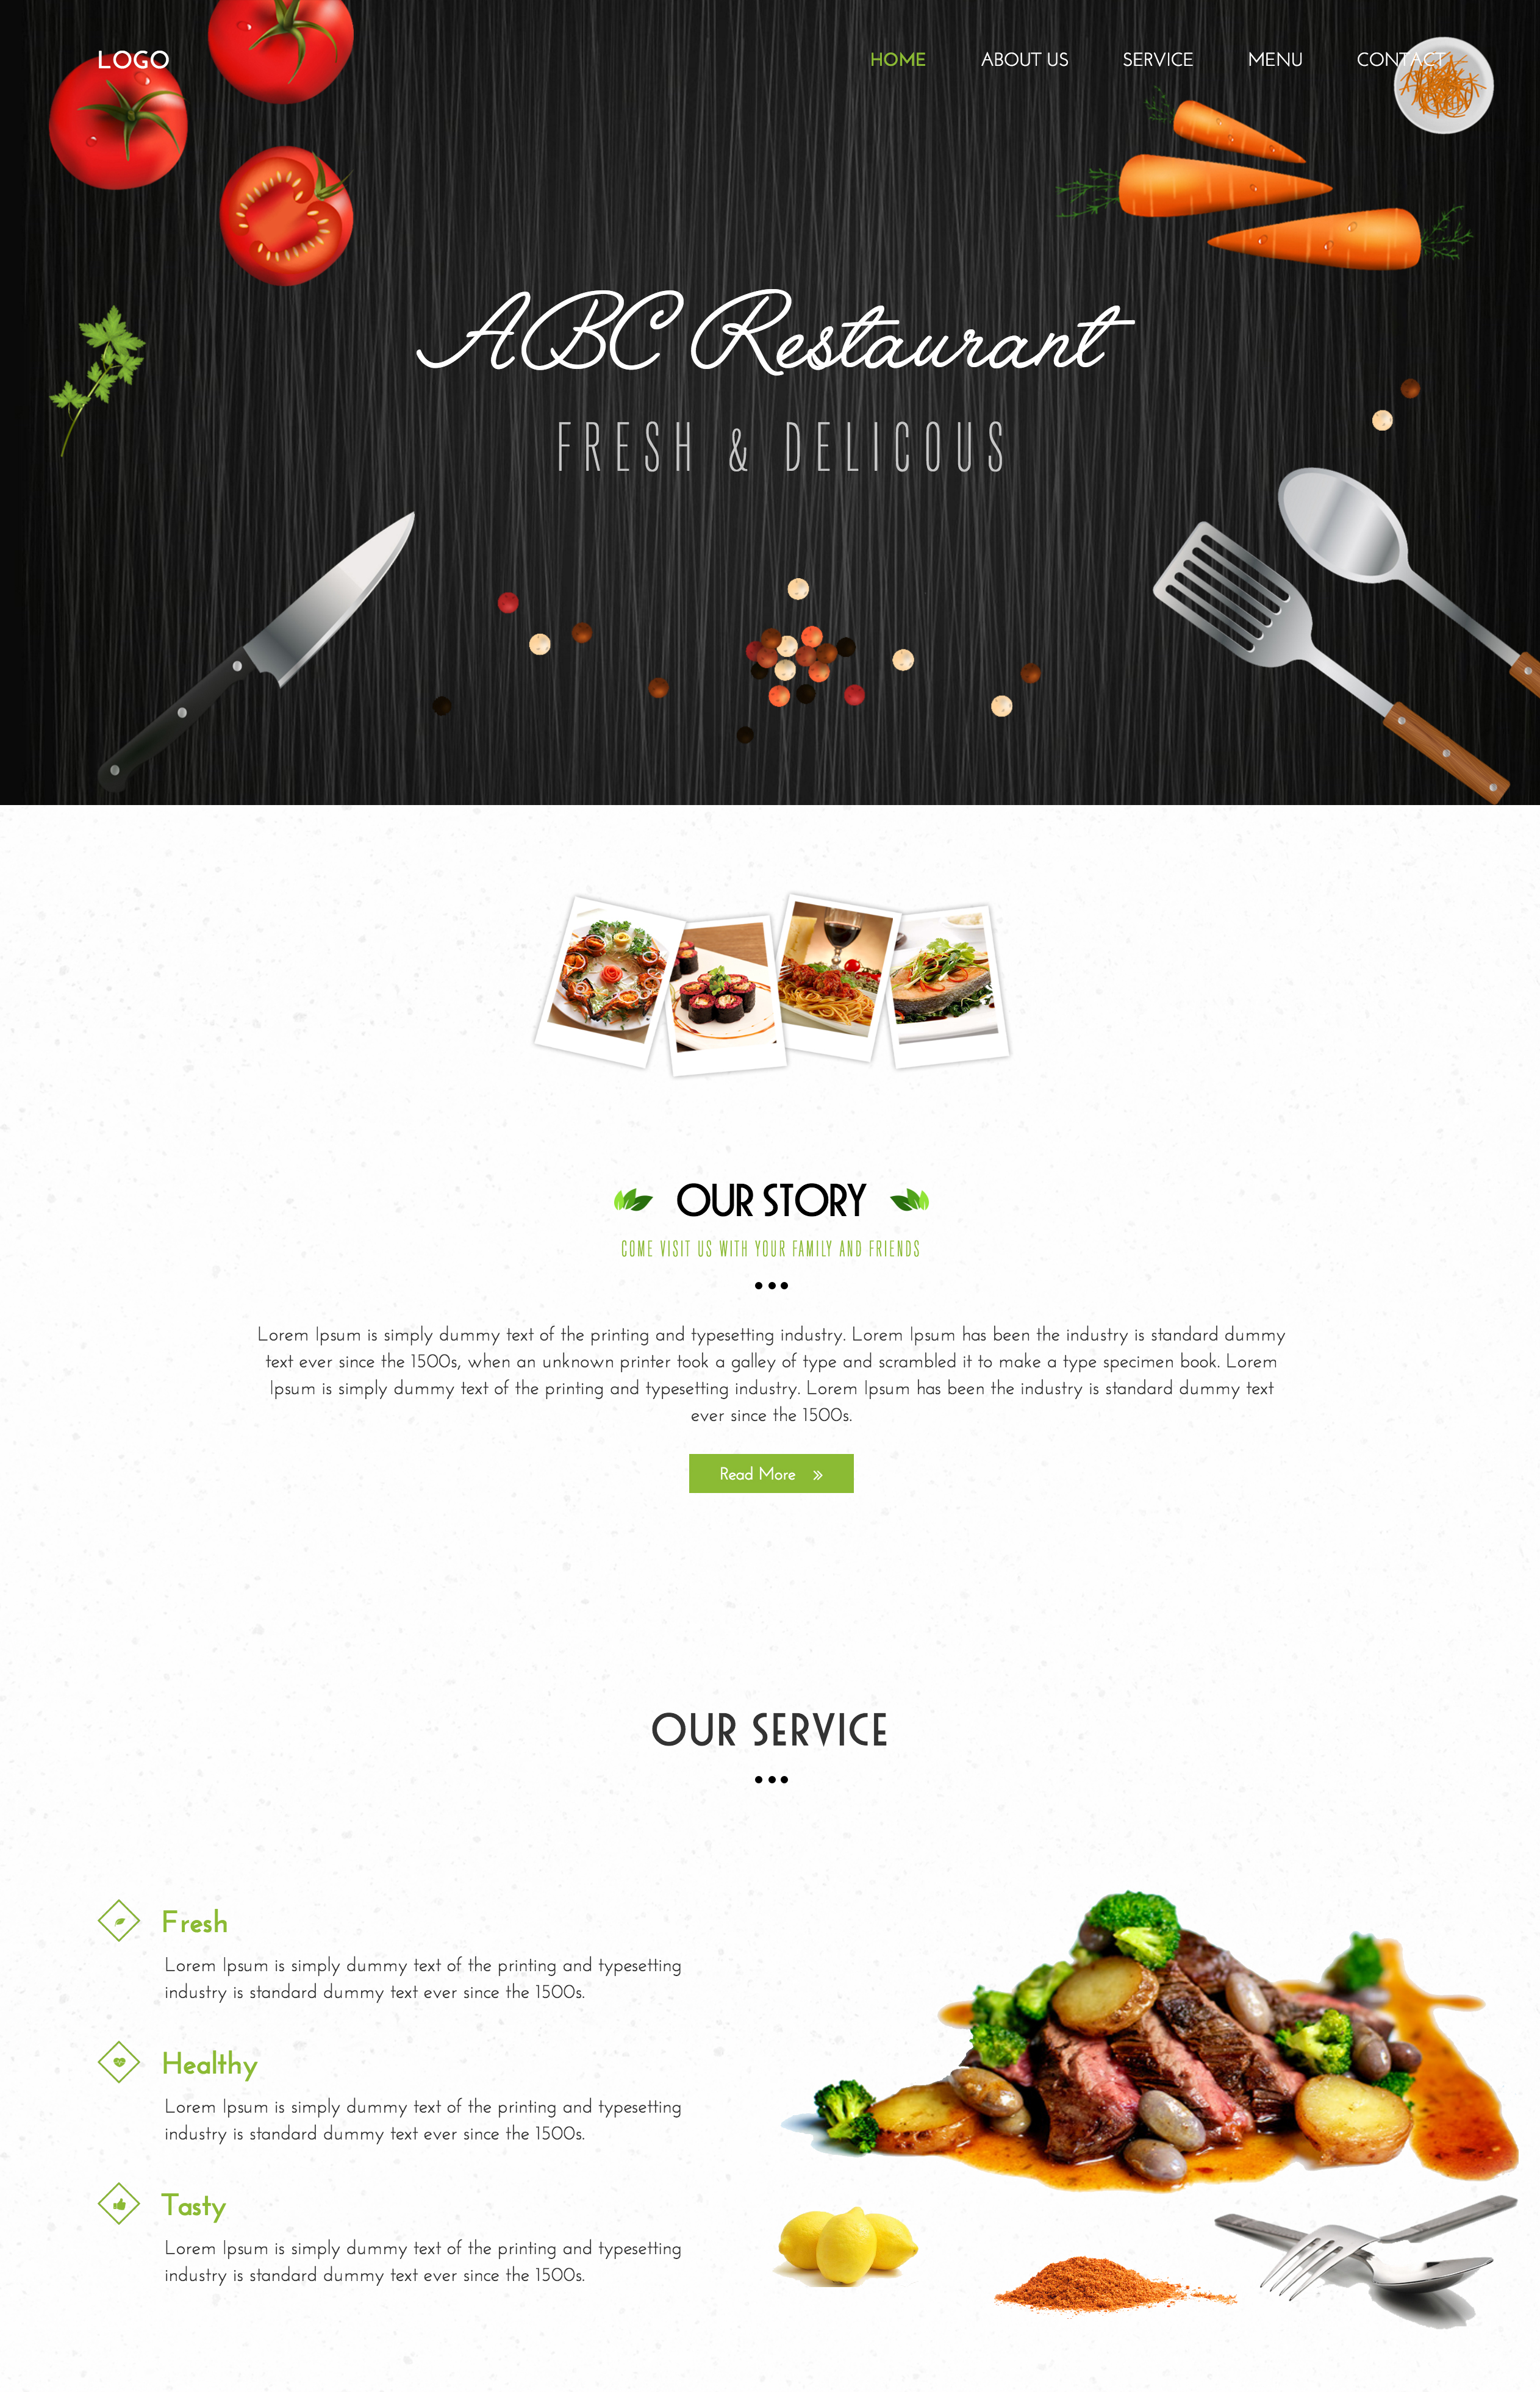 LOGO
HOME ABOUT US SERVICE MENU CONTACT
ABC Restaurant
FRESH & DELICOUS
OUR STORY
COME VISIT US WITH YOUR FAMILY AND FRIENDS
Lorem Ipsum is simply dummy text of the printing and typesetting industry. Lorem Ipsum has been the industry is standard dummy
text ever since the 1500s, when an unknown printer took a galley of type and scrambled it to make a type specimen book. Lorem
Ipsum is simply dummy text of the printing and typesetting industry. Lorem Ipsum has been the industry is standard dummy text
ever since the 1500s.
Read More »
OUR SERVICE
Fresh
Lorem Ipsum is simply dummy text of the printing and typesetting
industry is standard dummy text ever since the 1500s.
Healthy
Lorem Ipsum is simply dummy text of the printing and typesetting
industry is standard dummy text ever since the 1500s.
Tasty
Lorem Ipsum is simply dummy text of the printing and typesetting
industry is standard dummy text ever since the 1500s.